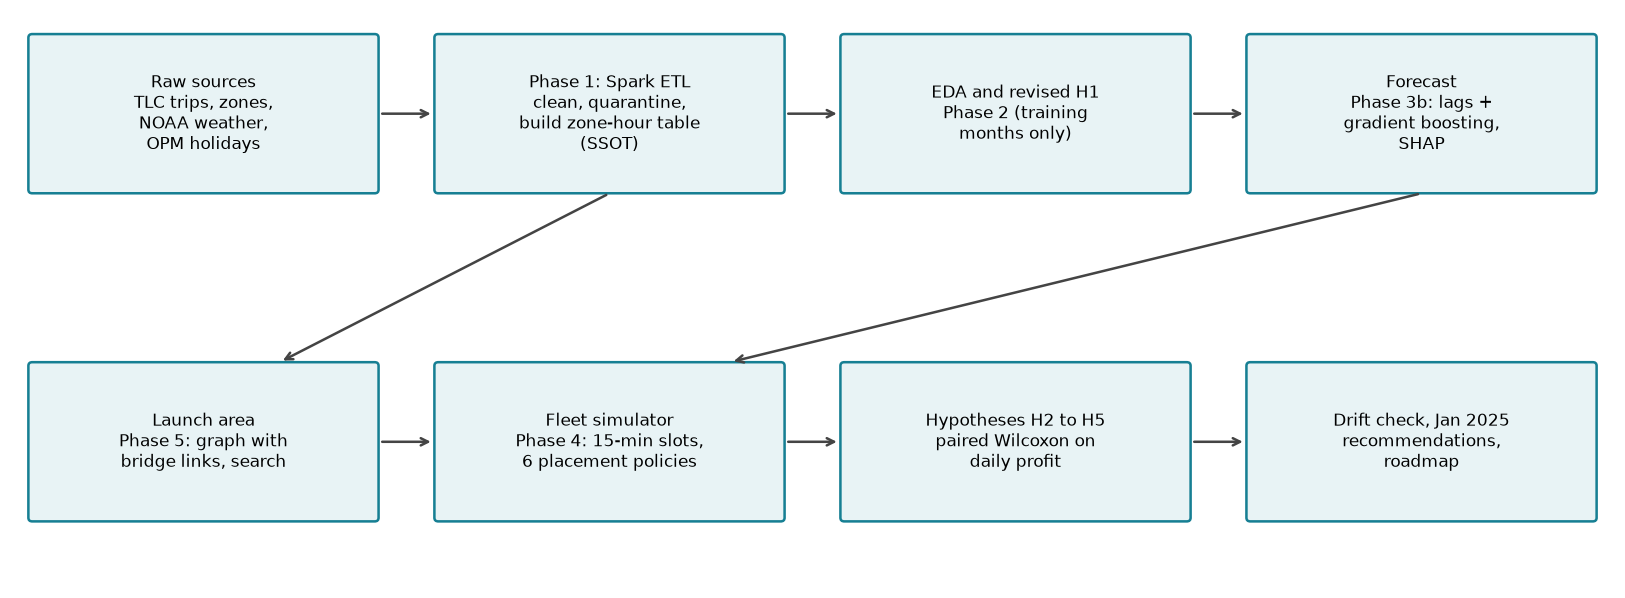 Raw sources
TLC trips, zones,
NOAA weather,
OPM holidays
Phase 1: Spark ETL
clean, quarantine,
build zone-hour table
(SSOT)
EDA and revised H1
Phase 2 (training
months only)
Forecast
Phase 3b: lags +
gradient boosting,
SHAP
Launch area
Phase 5: graph with
bridge links, search
Fleet simulator
Phase 4: 15-min slots,
6 placement policies
Hypotheses H2 to H5
paired Wilcoxon on
daily profit
Drift check, Jan 2025
recommendations,
roadmap